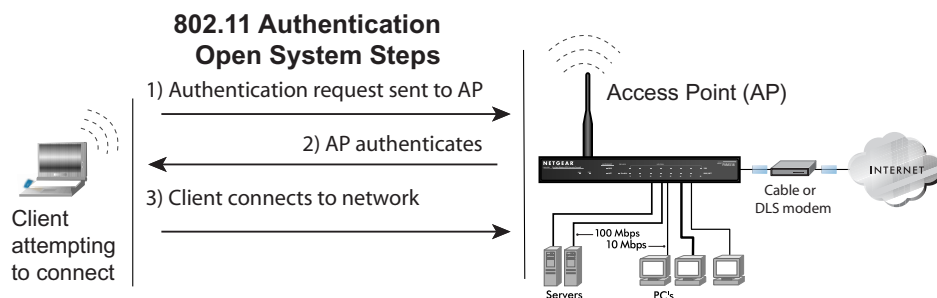 802.11 Authentication
Open System Steps
1) Authentication request sent to AP
2) AP authenticates
3) Client connects to network
Client
attempting
to connect
Access Point (AP)
NETGEAR
INTERNET
Cable or
DLS modem
100 Mbps
10 Mbps
Servers
PC's